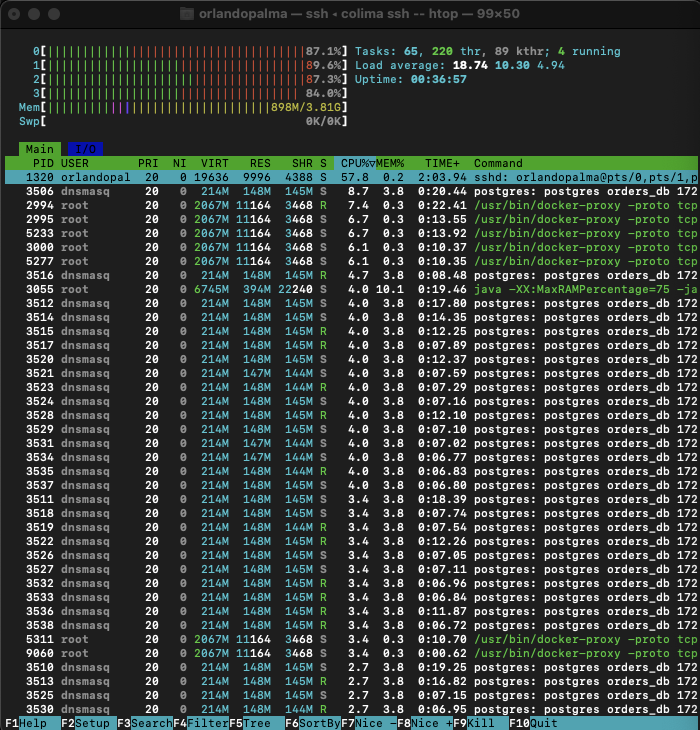 orlandopalma — ssh ◂ colima ssh -- htop — 99×50
0[||||||||||||||||||||||||||||||||||||||87.1%] Tasks: 65, 220 thr, 89 kthr; 4 running
1[||||||||||||||||||||||||||||||||||||||89.6%] Load average: 18.74 10.30 4.94
2[||||||||||||||||||||||||||||||||||||||87.3%] Uptime: 00:36:57
3[||||||||||||||||||||||||||||||||||||| 84.0%]
Mem[||||||||||||||||||||||||||||||||898M/3.81G]
Swp[ 0K/0K]
Main I/O
PID USER PRI NI VIRT RES SHR S CPU%▽MEM% TIME+ Command
1320 orlandopal 20 0 19636 9996 4388 S 57.8 0.2 2:03.94 sshd: orlandopalma@pts/0,pts/1,p
3506 dnsmasq 20 0 214M 148M 145M S 8.7 3.8 0:20.44 postgres: postgres orders_db 172
2994 root 20 0 2067M 11164 3468 R 7.4 0.3 0:22.41 /usr/bin/docker-proxy -proto tcp
2995 root 20 0 2067M 11164 3468 S 6.7 0.3 0:13.55 /usr/bin/docker-proxy -proto tcp
5233 root 20 0 2067M 11164 3468 S 6.7 0.3 0:13.92 /usr/bin/docker-proxy -proto tcp
3000 root 20 0 2067M 11164 3468 S 6.1 0.3 0:10.37 /usr/bin/docker-proxy -proto tcp
5277 root 20 0 2067M 11164 3468 S 6.1 0.3 0:10.35 /usr/bin/docker-proxy -proto tcp
3516 dnsmasq 20 0 214M 148M 145M R 4.7 3.8 0:08.48 postgres: postgres orders_db 172
3055 root 20 0 6745M 394M 22240 S 4.0 10.1 0:19.46 java -XX:MaxRAMPercentage=75 -ja
3512 dnsmasq 20 0 214M 148M 145M S 4.0 3.8 0:17.80 postgres: postgres orders_db 172
3514 dnsmasq 20 0 214M 148M 145M S 4.0 3.8 0:14.35 postgres: postgres orders_db 172
3515 dnsmasq 20 0 214M 148M 145M R 4.0 3.8 0:12.25 postgres: postgres orders_db 172
3517 dnsmasq 20 0 214M 148M 145M R 4.0 3.8 0:07.89 postgres: postgres orders_db 172
3520 dnsmasq 20 0 214M 148M 145M S 4.0 3.8 0:12.37 postgres: postgres orders_db 172
3521 dnsmasq 20 0 214M 147M 144M S 4.0 3.8 0:07.59 postgres: postgres orders_db 172
3523 dnsmasq 20 0 214M 148M 144M R 4.0 3.8 0:07.29 postgres: postgres orders_db 172
3524 dnsmasq 20 0 214M 148M 145M S 4.0 3.8 0:07.16 postgres: postgres orders_db 172
3528 dnsmasq 20 0 214M 148M 145M R 4.0 3.8 0:12.10 postgres: postgres orders_db 172
3529 dnsmasq 20 0 214M 148M 145M S 4.0 3.8 0:07.10 postgres: postgres orders_db 172
3531 dnsmasq 20 0 214M 147M 144M R 4.0 3.8 0:07.02 postgres: postgres orders_db 172
3534 dnsmasq 20 0 214M 147M 144M S 4.0 3.8 0:06.77 postgres: postgres orders_db 172
3535 dnsmasq 20 0 214M 148M 144M R 4.0 3.8 0:06.83 postgres: postgres orders_db 172
3537 dnsmasq 20 0 214M 148M 145M S 4.0 3.8 0:06.80 postgres: postgres orders_db 172
3511 dnsmasq 20 0 214M 148M 145M S 3.4 3.8 0:18.39 postgres: postgres orders_db 172
3518 dnsmasq 20 0 214M 148M 145M S 3.4 3.8 0:07.74 postgres: postgres orders_db 172
3519 dnsmasq 20 0 214M 148M 144M R 3.4 3.8 0:07.54 postgres: postgres orders_db 172
3522 dnsmasq 20 0 214M 148M 145M S 3.4 3.8 0:12.26 postgres: postgres orders_db 172
3526 dnsmasq 20 0 214M 148M 145M S 3.4 3.8 0:07.05 postgres: postgres orders_db 172
3527 dnsmasq 20 0 214M 148M 145M S 3.4 3.8 0:07.11 postgres: postgres orders_db 172
3532 dnsmasq 20 0 214M 148M 144M R 3.4 3.8 0:06.96 postgres: postgres orders_db 172
3533 dnsmasq 20 0 214M 148M 145M R 3.4 3.8 0:06.84 postgres: postgres orders_db 172
3536 dnsmasq 20 0 214M 148M 144M R 3.4 3.8 0:11.87 postgres: postgres orders_db 172
3538 dnsmasq 20 0 214M 148M 145M R 3.4 3.8 0:06.72 postgres: postgres orders_db 172
5311 root 20 0 2067M 11164 3468 S 3.4 0.3 0:10.70 /usr/bin/docker-proxy -proto tcp
9060 root 20 0 2067M 11164 3468 S 3.4 0.3 0:00.62 /usr/bin/docker-proxy -proto tcp
3510 dnsmasq 20 0 214M 148M 145M S 2.7 3.8 0:19.25 postgres: postgres orders_db 172
3513 dnsmasq 20 0 214M 148M 145M R 2.7 3.8 0:16.82 postgres: postgres orders_db 172
3525 dnsmasq 20 0 214M 148M 145M S 2.7 3.8 0:07.15 postgres: postgres orders_db 172
3530 dnsmasq 20 0 214M 148M 144M R 2.7 3.8 0:06.95 postgres: postgres orders_db 172
F1Help F2Setup F3SearchF4FilterF5Tree F6SortByF7Nice -F8Nice +F9Kill F10Quit